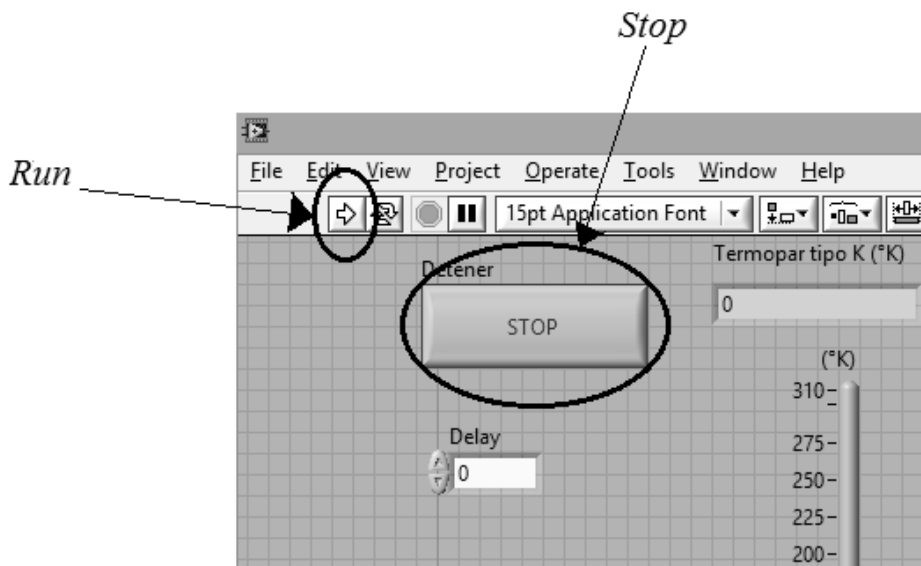 Stop
Run
File Edit View Project Operate Tools Window Help
15pt Application Font
Detener
STOP
Termopar tipo K (°K)
0
(°K)
310
275
250
225
200
Delay
0